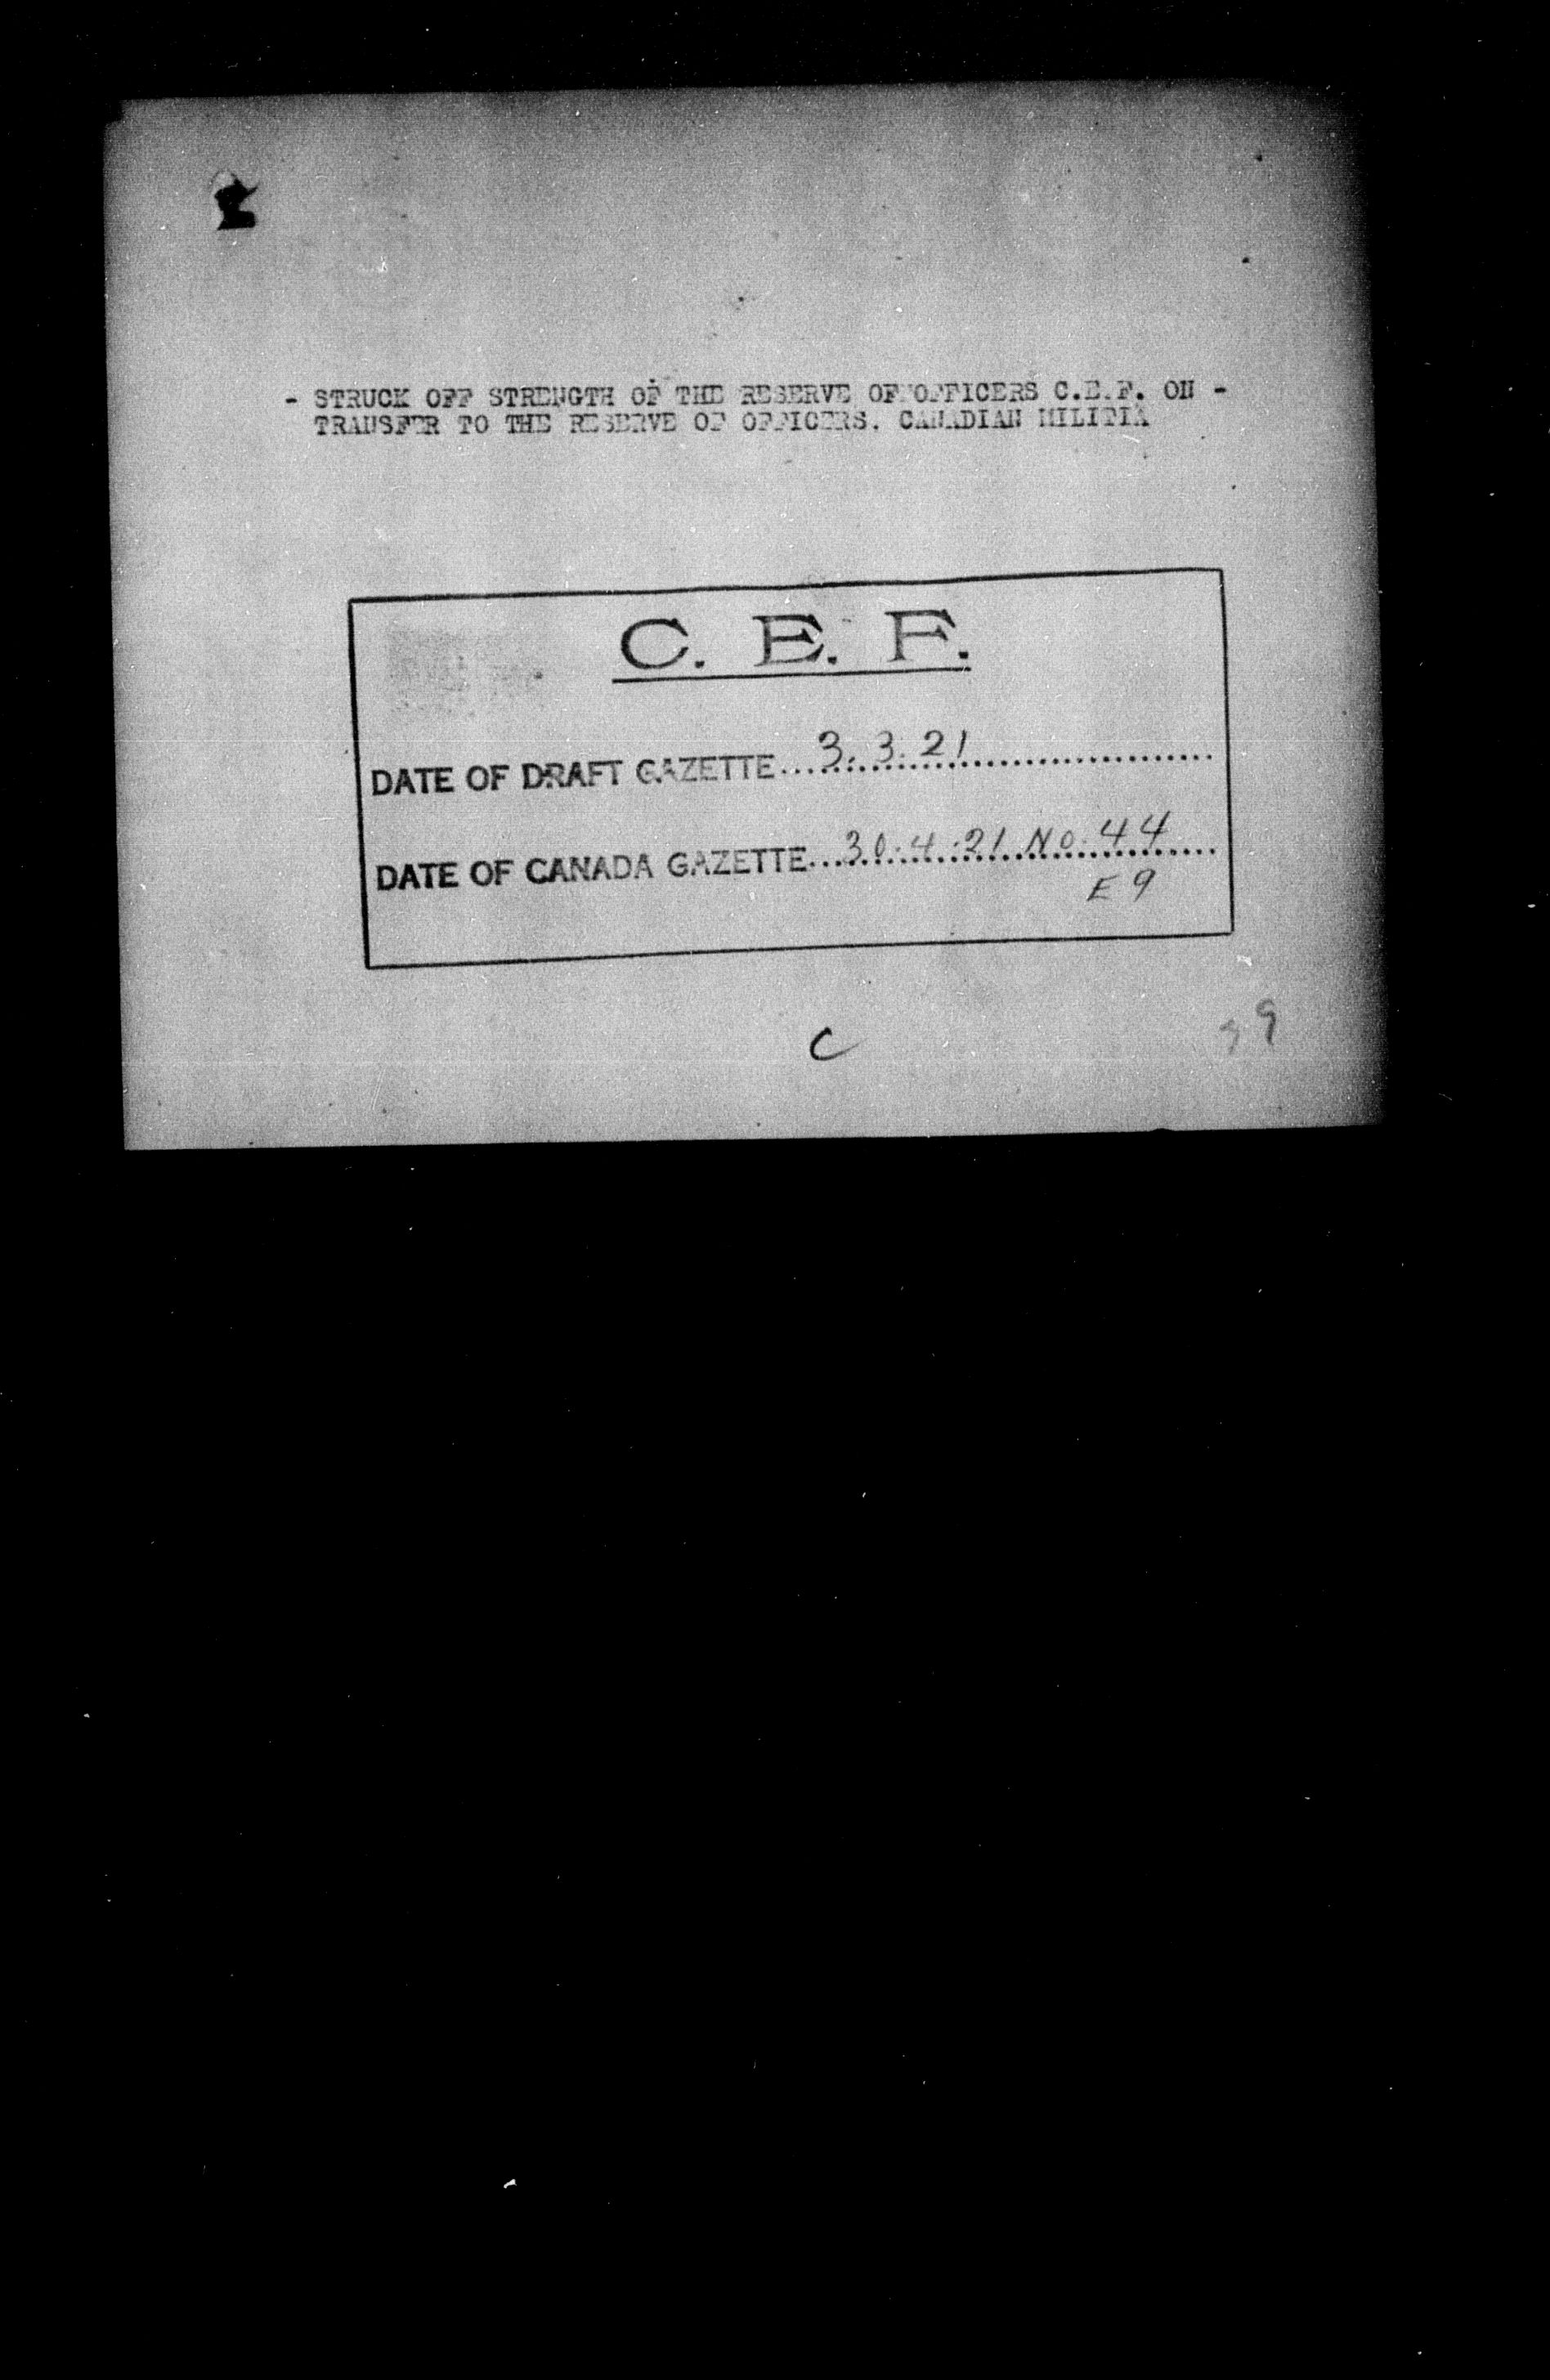 - STRUCK OFF STRENGTH OF THE RESERVE OF OFFICERS C.E.F. ON -
TRANSFER TO THE RESERVE OF OFFICERS. CANADIAN MILITIA
C. E. F.
DATE OF DRAFT GAZETTE...3.3.21...
DATE OF CANADA GAZETTE...30.4.21 No.44
E 9
C